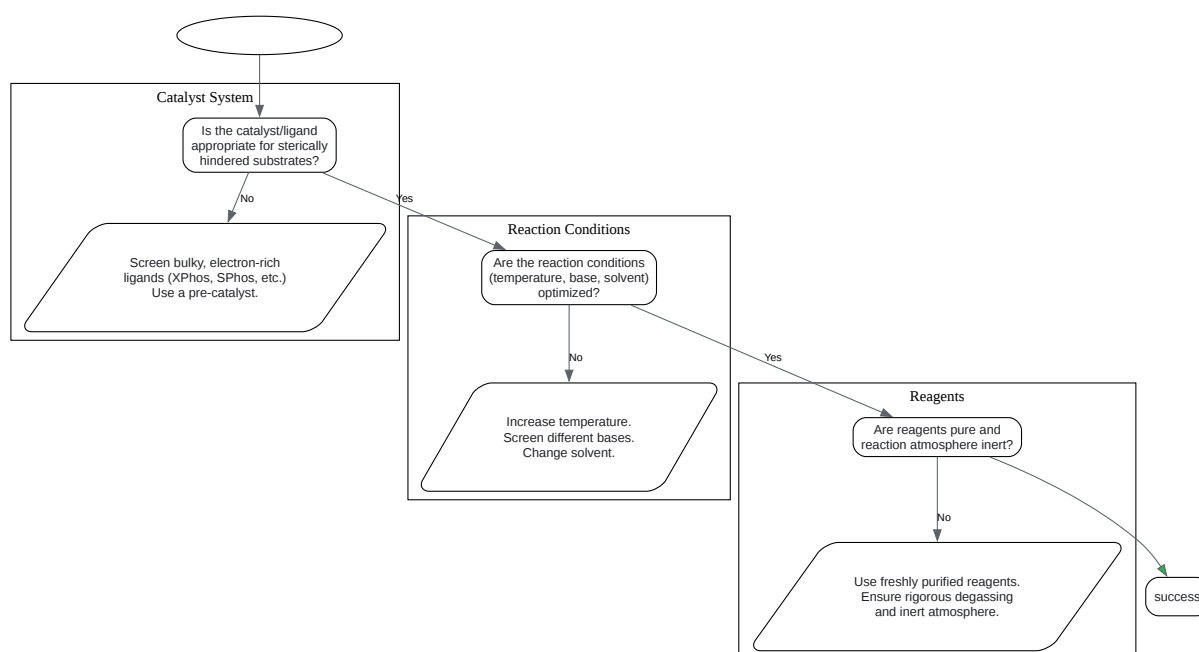 Catalyst System
Is the catalyst/ligand
appropriate for sterically
hindered substrates?
No
Yes
Screen bulky, electron-rich
ligands (XPhos, SPhos, etc.)
Use a pre-catalyst.
Reaction Conditions
Are the reaction conditions
(temperature, base, solvent)
optimized?
No
Yes
Increase temperature.
Screen different bases.
Change solvent.
Reagents
Are reagents pure and
reaction atmosphere inert?
No
Use freshly purified reagents.
Ensure rigorous degassing
and inert atmosphere.
success